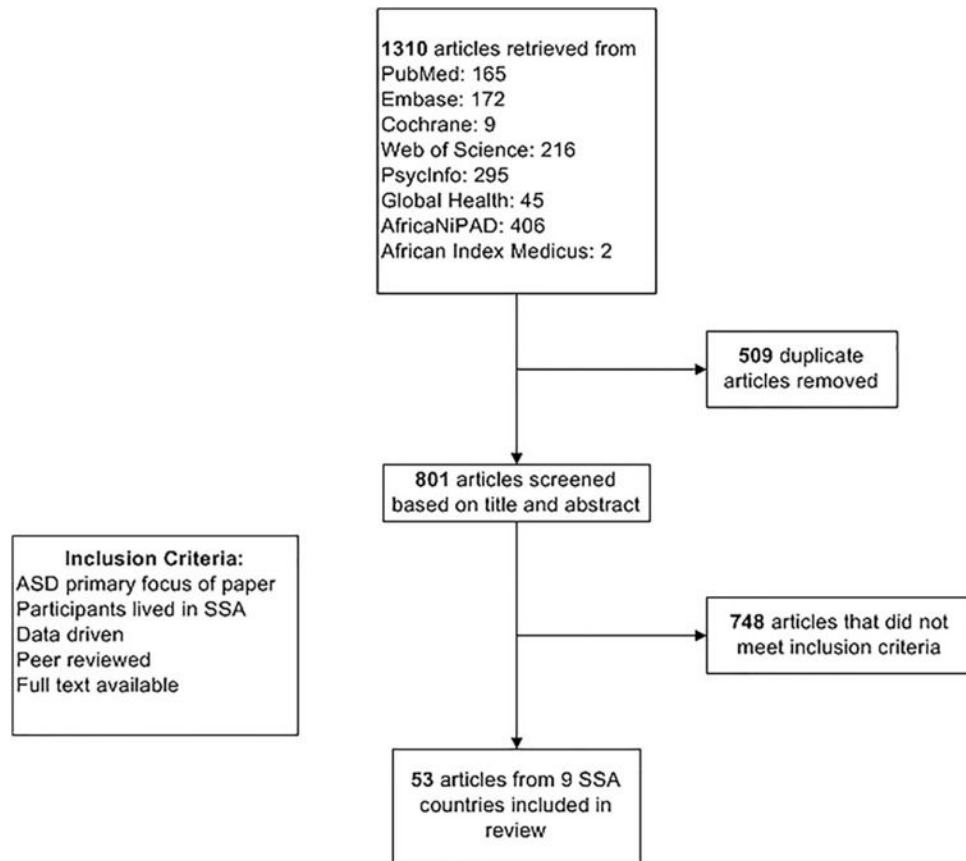 1310 articles retrieved from
PubMed: 165
Embase: 172
Cochrane: 9
Web of Science: 216
PsycInfo: 295
Global Health: 45
AfricaNiPAD: 406
African Index Medicus: 2
509 duplicate
articles removed
801 articles screened
based on title and abstract
Inclusion Criteria:
ASD primary focus of paper
Participants lived in SSA
Data driven
Peer reviewed
Full text available
748 articles that did not
meet inclusion criteria
53 articles from 9 SSA
countries included in
review